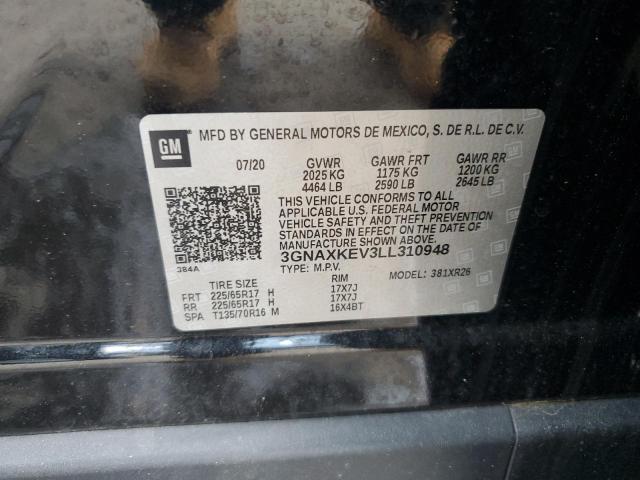 GM
MFD BY GENERAL MOTORS DE MEXICO, S. DE R.L. DE C.V.
07/20 GVWR GAWR FRT GAWR RR
2025 KG 1175 KG 1200 KG
4464 LB 2590 LB 2645 LB
THIS VEHICLE CONFORMS TO ALL
APPLICABLE U.S. FEDERAL MOTOR
VEHICLE SAFETY AND THEFT PREVENTION
STANDARDS IN EFFECT ON THE DATE OF
MANUFACTURE SHOWN ABOVE.
3GNAXKEV3LL310948
384A
TYPE: M.P.V. MODEL: 381XR26
TIRE SIZE RIM
FRT 225/65R17 H 17X7J
RR 225/65R17 H 17X7J
SPA T135/70R16 M 16X4BT